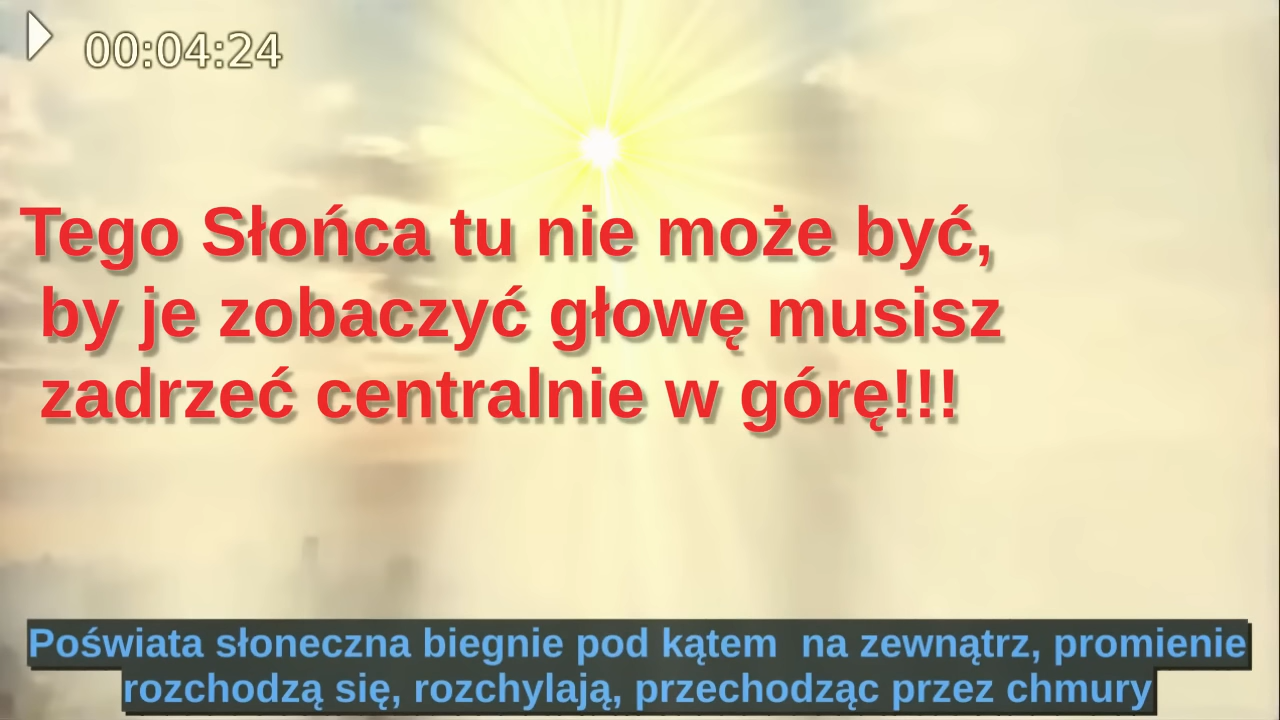 00:04:24
Tego Słońca tu nie może być,
by je zobaczyć głowę musisz
zadrzeć centralnie w górę!!!
Poświata słoneczna biegnie pod kątem  na zewnątrz, promienie
rozchodzą się, rozchylają, przechodząc przez chmury